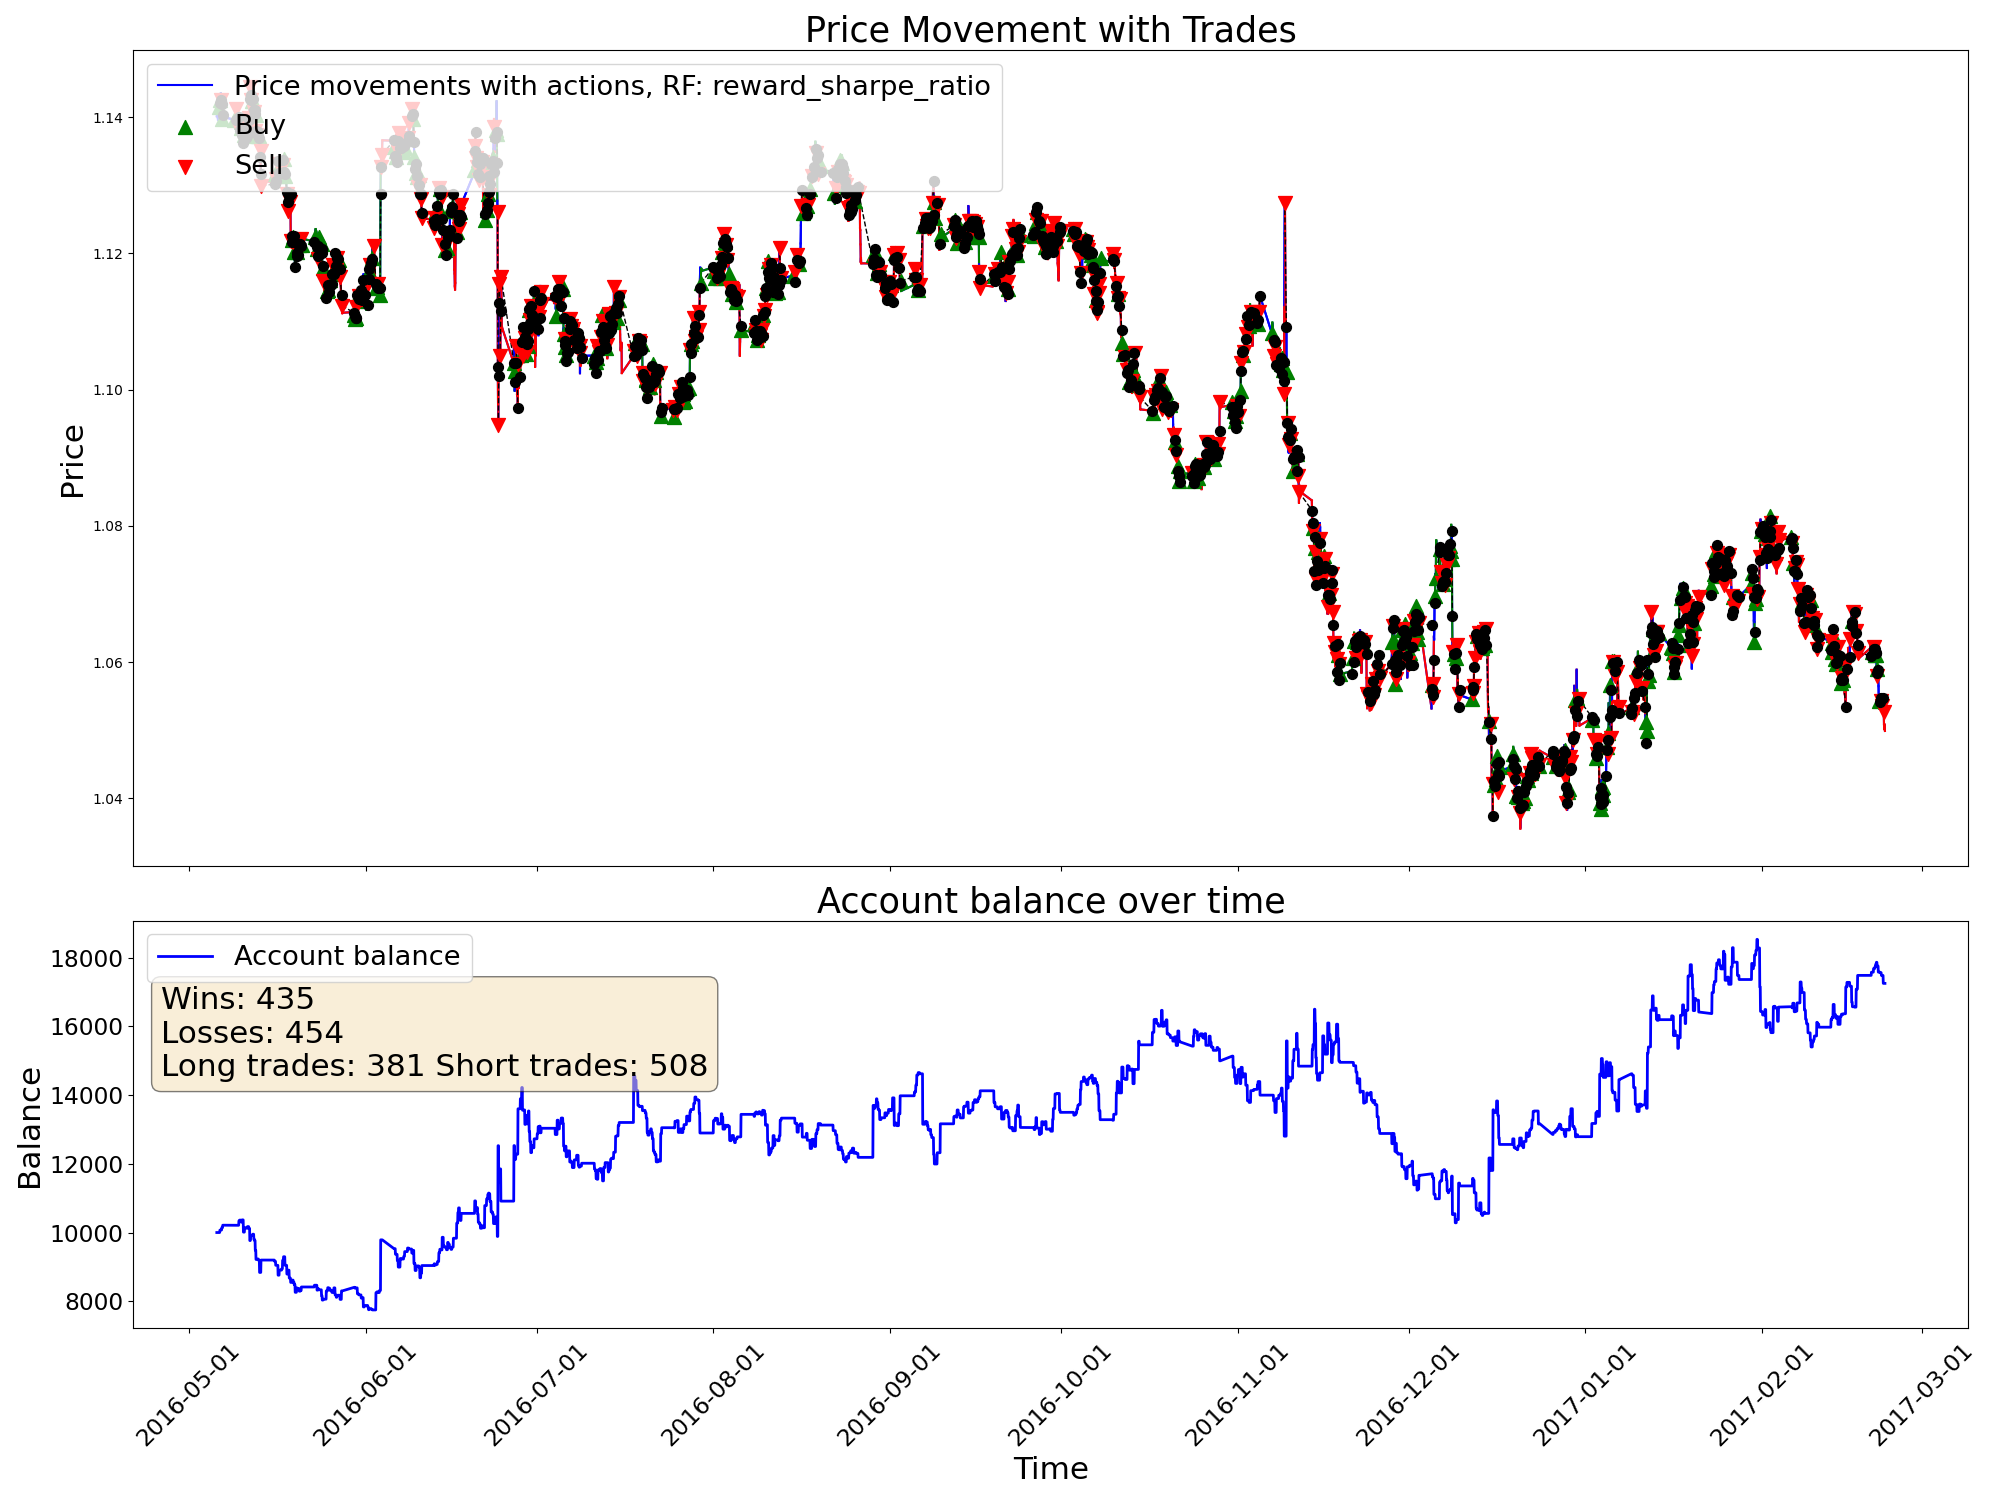 Price Movement with Trades
Price movements with actions, RF: reward_sharpe_ratio
Buy
Sell
Price
1.14
1.12
1.10
1.08
1.06
1.04
Account balance over time
Account balance
Wins: 435
Losses: 454
Long trades: 381 Short trades: 508
Balance
18000
16000
14000
12000
10000
8000
2016-05-01
2016-06-01
2016-07-01
2016-08-01
2016-09-01
2016-10-01
2016-11-01
2016-12-01
2017-01-01
2017-02-01
2017-03-01
Time